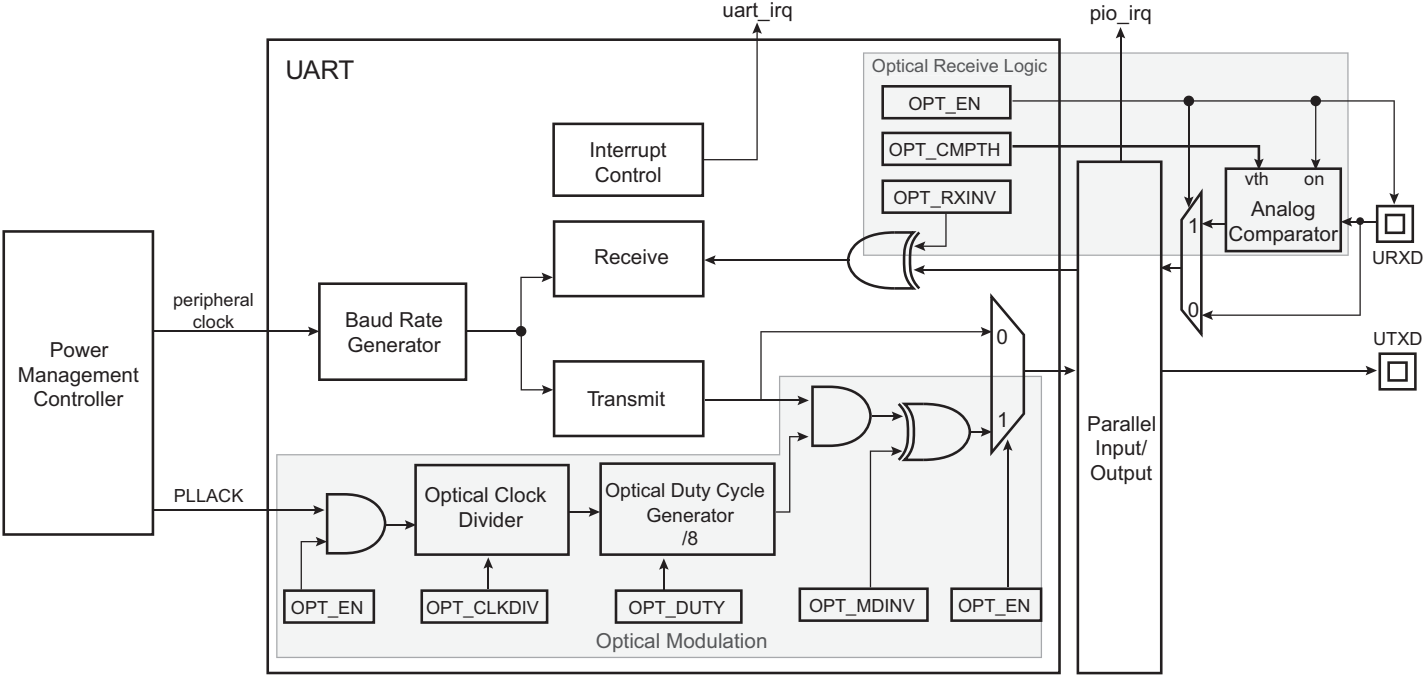 uart_irq
pio_irq
UART
Optical Receive Logic
OPT_EN
OPT_CMPTH
OPT_RXINV
Interrupt
Control
vth
on
Analog
Comparator
1
0
URXD
Receive
peripheral
clock
Baud Rate
Generator
Power
Management
Controller
Transmit
0
1
UTXD
Parallel
Input/
Output
PLLACK
Optical Clock
Divider
Optical Duty Cycle
Generator
/8
OPT_EN
OPT_CLKDIV
OPT_DUTY
OPT_MDINV
OPT_EN
Optical Modulation